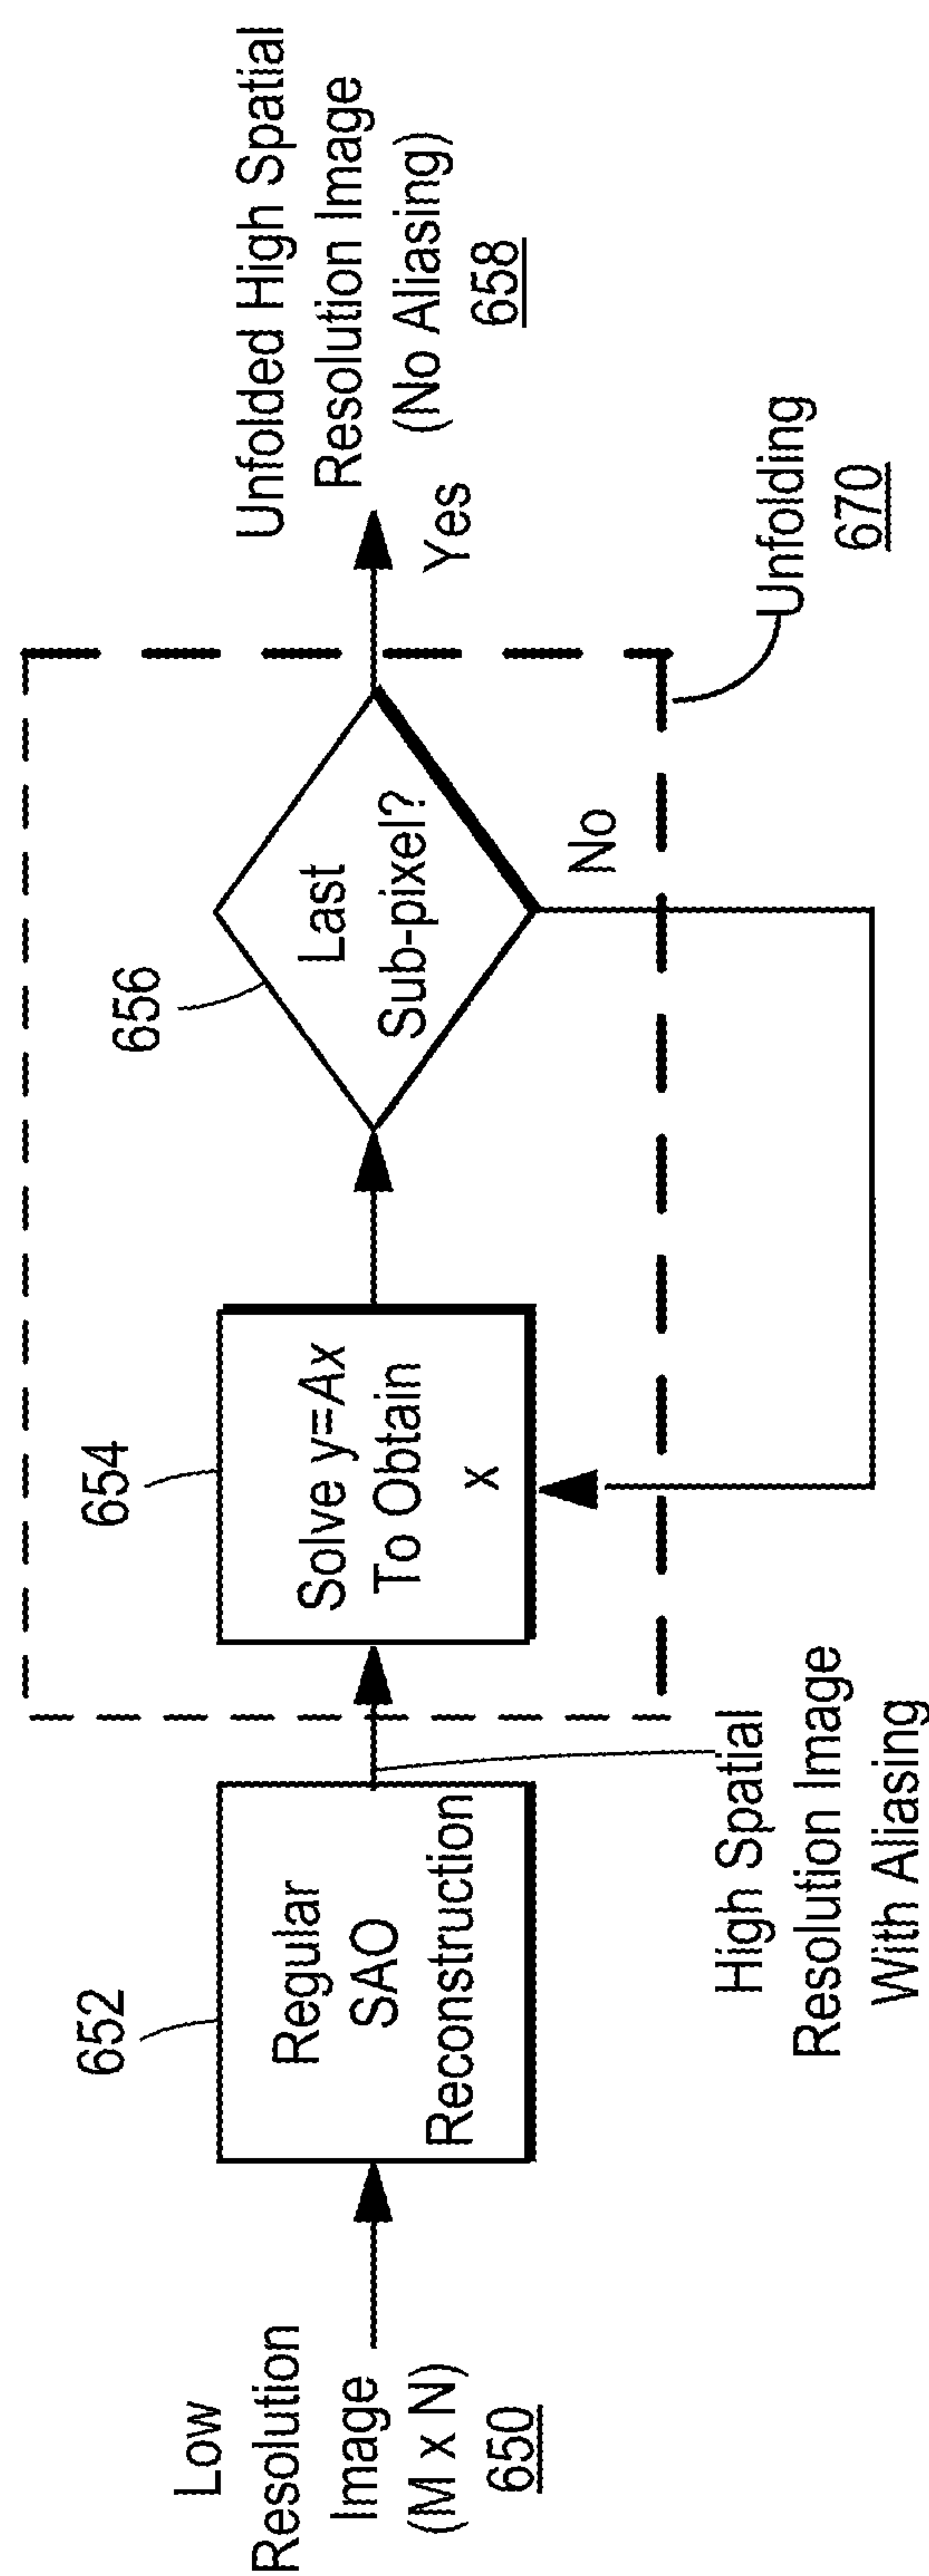 Low
Resolution
Image
(M x N)
650
652
Regular
SAO
Reconstruction
High Spatial
Resolution Image
With Aliasing
654
Solve y=Ax
To Obtain
x
656
Last
Sub-pixel?
No
Yes
Unfolding
670
Unfolded High Spatial
Resolution Image
(No Aliasing)
658